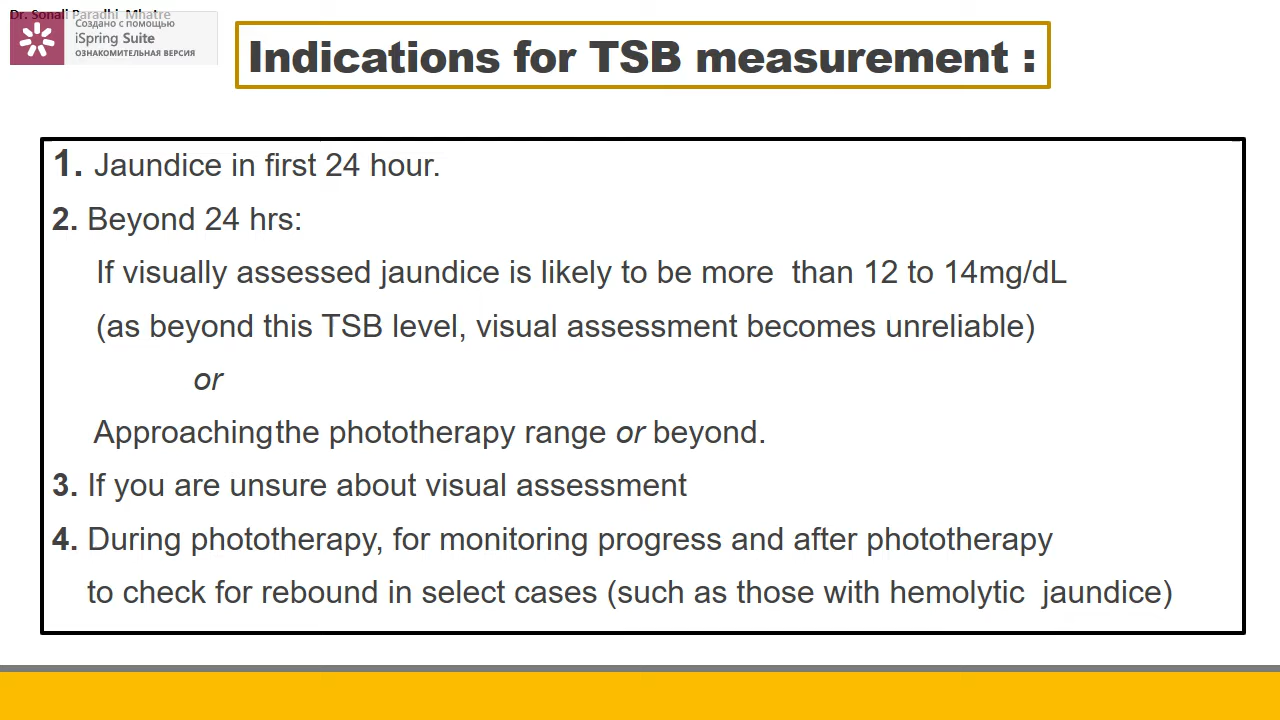 Dr. Sonali Paradhi Mhatre
Создано с помощью
iSpring Suite
ОЗНАКОМИТЕЛЬНАЯ ВЕРСИЯ
Indications for TSB measurement :
1. Jaundice in first 24 hour.
2. Beyond 24 hrs:
If visually assessed jaundice is likely to be more than 12 to 14mg/dL
(as beyond this TSB level, visual assessment becomes unreliable)
or
Approaching the phototherapy range or beyond.
3. If you are unsure about visual assessment
4. During phototherapy, for monitoring progress and after phototherapy
to check for rebound in select cases (such as those with hemolytic jaundice)